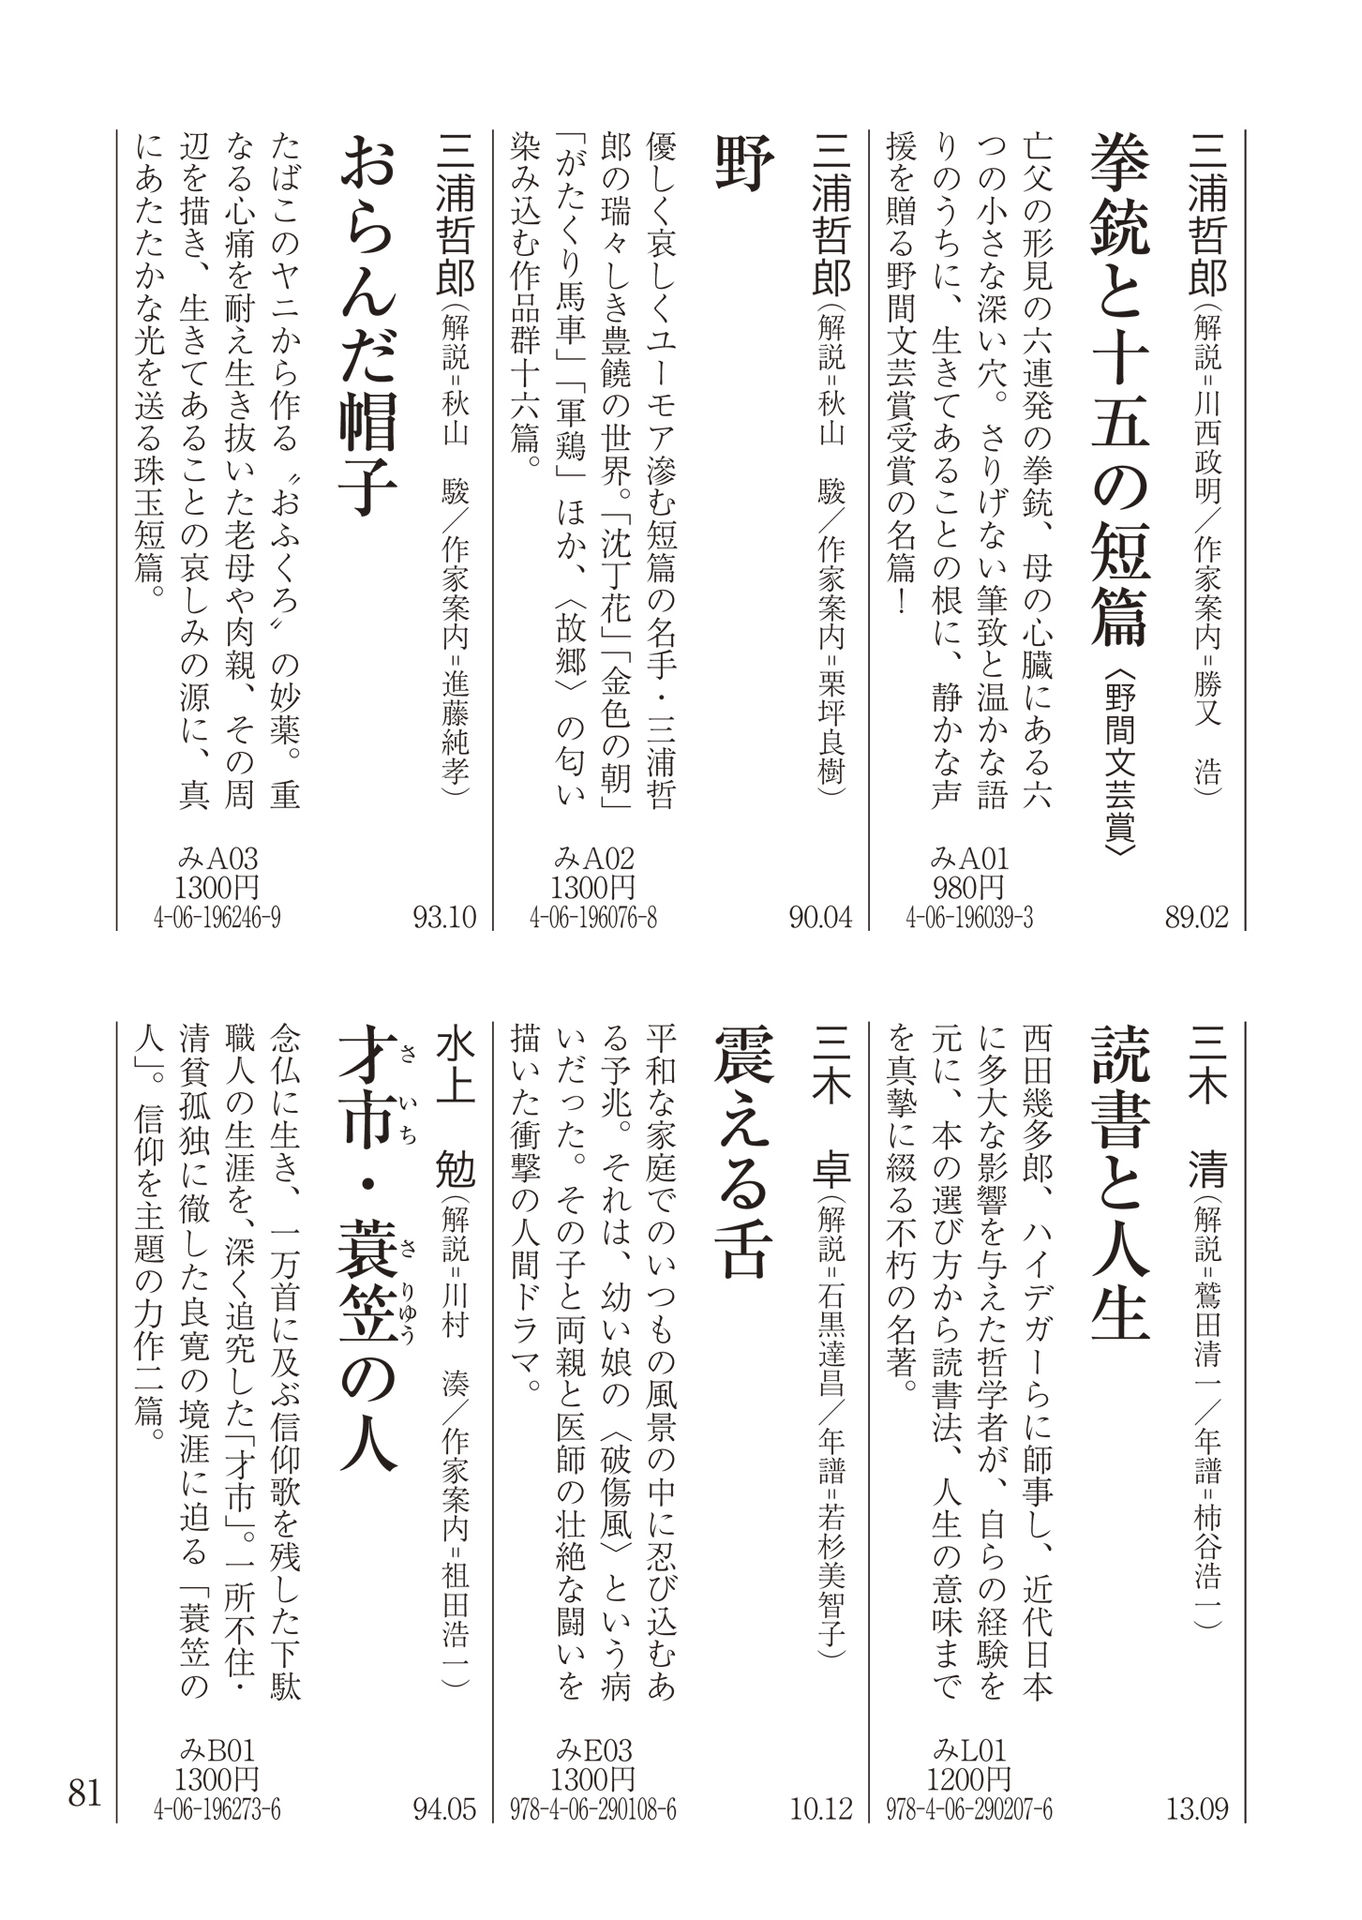 三浦哲郎（解説＝川西政明／作家案内＝勝又　浩）
拳銃と十五の短篇〈野間文芸賞〉
亡父の形見の六連発の拳銃、母の心臓にある六
つの小さな深い穴。さりげない筆致と温かな語
りのうちに、生きてあることの根に、静かな声
援を贈る野間文芸賞受賞の名篇！
みA01
980円
4-06-196039-3
89.02
三浦哲郎（解説＝秋山　駿／作家案内＝栗坪良樹）
野
優しく哀しくユーモア滲む短篇の名手・三浦哲
郎の瑞々しき豊饒の世界。「沈丁花」「金色の朝」
「がたくり馬車」「軍鶏」ほか、〈故郷〉の匂い
染み込む作品群十六篇。
みA02
1300円
4-06-196076-8
90.04
三浦哲郎（解説＝秋山　駿／作家案内＝進藤純孝）
おらんだ帽子
たばこのヤニから作る〝おふくろ〟の妙薬。重
なる心痛を耐え生き抜いた老母や肉親、その周
辺を描き、生きてあることの哀しみの源に、真
にあたたかな光を送る珠玉短篇。
みA03
1300円
4-06-196246-9
93.10
三木　清（解説＝鷲田清一／年譜＝柿谷浩一）
読書と人生
西田幾多郎、ハイデガーらに師事し、近代日本
に多大な影響を与えた哲学者が、自らの経験を
元に、本の選び方から読書法、人生の意味まで
を真摯に綴る不朽の名著。
みL01
1200円
978-4-06-290207-6
13.09
三木　卓（解説＝石黒達昌／年譜＝若杉美智子）
震える舌
平和な家庭でのいつもの風景の中に忍び込むあ
る予兆。それは、幼い娘の〈破傷風〉という病
いだった。その子と両親と医師の壮絶な闘いを
描いた衝撃の人間ドラマ。
みE03
1300円
978-4-06-290108-6
10.12
水上　勉（解説＝川村　湊／作家案内＝祖田浩一）
さいち　さりゆう
才市・蓑笠の人
念仏に生き、一万首に及ぶ信仰歌を残した下駄
職人の生涯を、深く追究した「才市」。一所不住・
清貧孤独に徹した良寛の境涯に迫る「蓑笠の
人」。信仰を主題の力作二篇。
みB01
1300円
4-06-196273-6
94.05
81